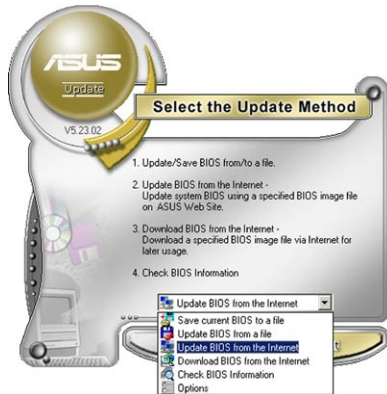 ASUS
Update
V5.23.02
Select the Update Method
1. Update/Save BIOS from/to a file.
2. Update BIOS from the Internet -
Update system BIOS using a specified BIOS image file
on ASUS Web Site.
3. Download BIOS from the Internet -
Download a specified BIOS image file via Internet for
later usage.
4. Check BIOS Information
Update BIOS from the Internet
Save current BIOS to a file
Update BIOS from a file
Update BIOS from the Internet
Download BIOS from the Internet
Check BIOS Information
Options